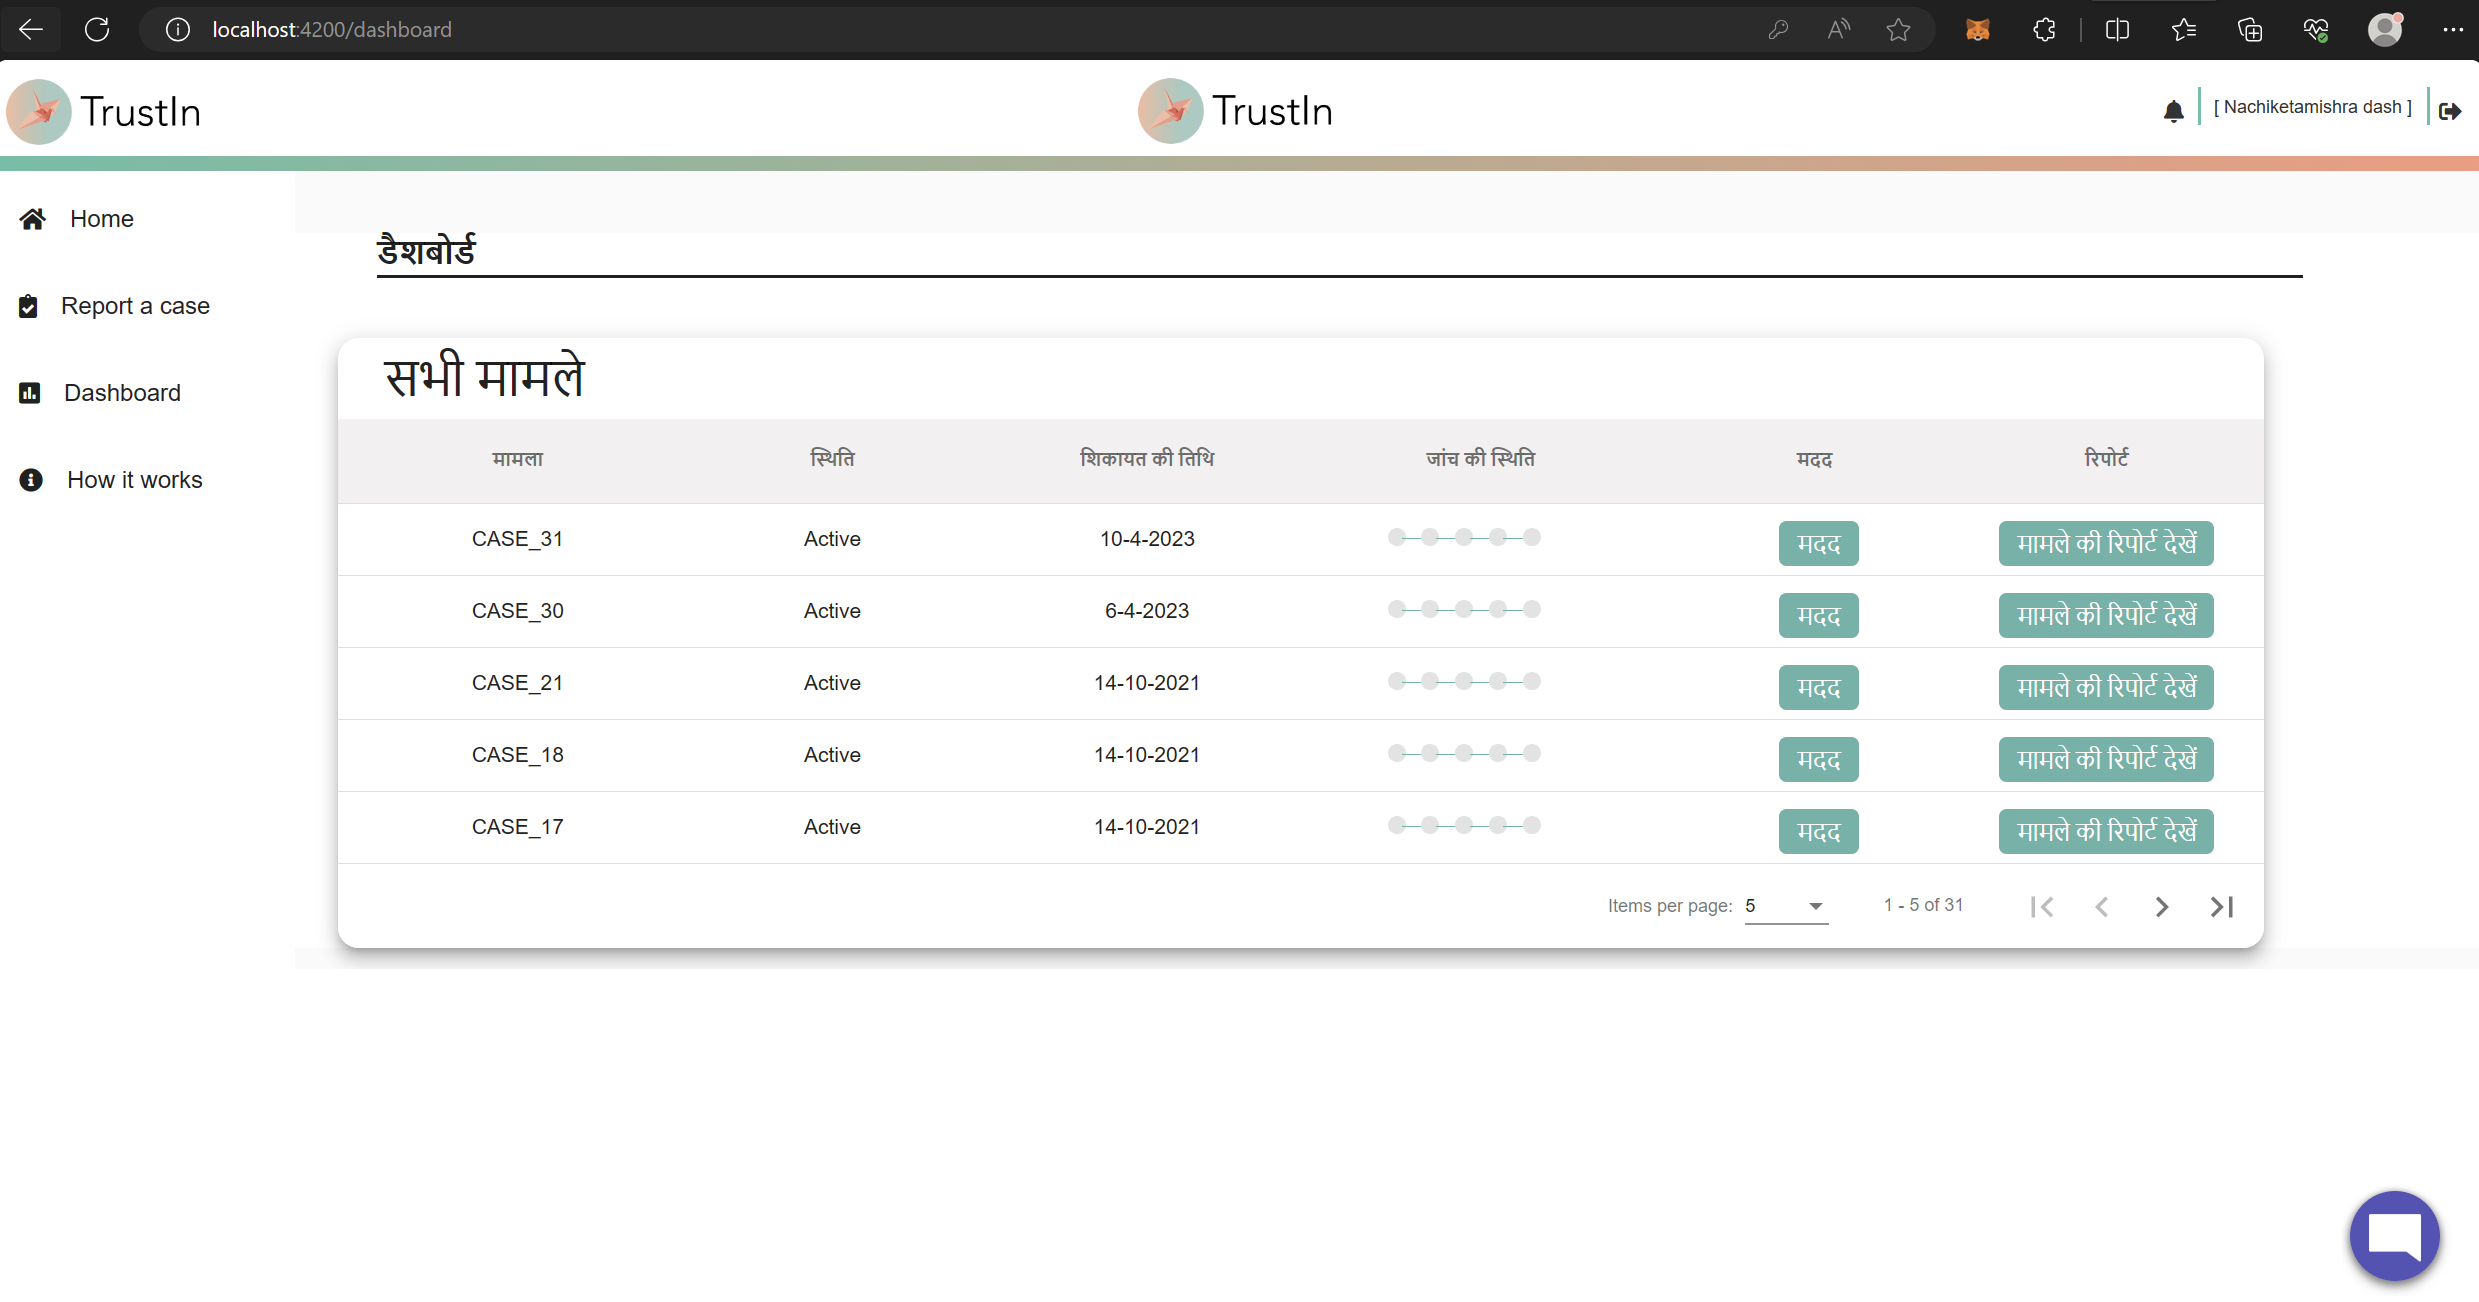 localhost:4200/dashboard
TrustIn
TrustIn
[ Nachiketamishra dash ]
Home
Report a case
Dashboard
How it works
डैशबोर्ड
सभी मामले
मामला स्थिति शिकायत की तिथि जांच की स्थिति मदद रिपोर्ट
CASE_31 Active 10-4-2023 मदद मामले की रिपोर्ट देखें
CASE_30 Active 6-4-2023 मदद मामले की रिपोर्ट देखें
CASE_21 Active 14-10-2021 मदद मामले की रिपोर्ट देखें
CASE_18 Active 14-10-2021 मदद मामले की रिपोर्ट देखें
CASE_17 Active 14-10-2021 मदद मामले की रिपोर्ट देखें
Items per page: 5 1 - 5 of 31